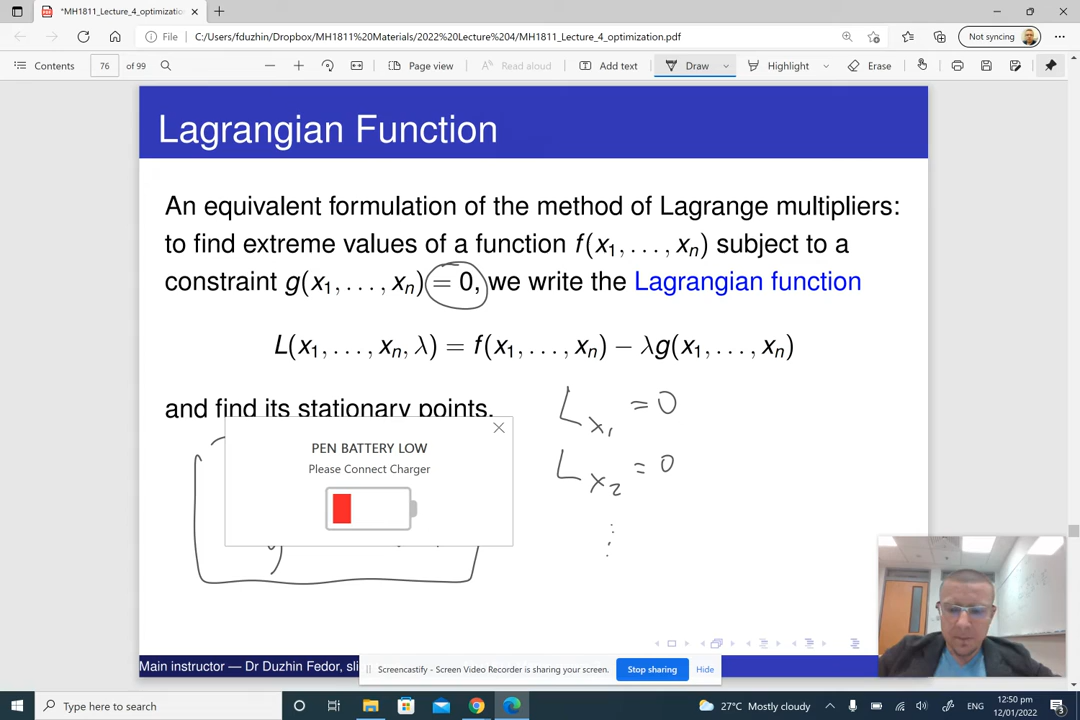 *MH1811_Lecture_4_optimization.pdf
File
C:/Users/fduzhin/Dropbox/MH1811%20Materials/2022%20Lecture%204/MH1811_Lecture_4_optimization.pdf
Not syncing
Contents
76
of 99
Page view
Read aloud
Add text
Draw
Highlight
Erase
Lagrangian Function
An equivalent formulation of the method of Lagrange multipliers:
to find extreme values of a function f(x₁, . . . , xₙ) subject to a
constraint g(x₁, . . . , xₙ) = 0, we write the Lagrangian function
L(x₁, . . . , xₙ, λ) = f(x₁, . . . , xₙ) − λg(x₁, . . . , xₙ)
and find its stationary points.
L x₁ = 0
L x₂ = 0
⋮
PEN BATTERY LOW
Please Connect Charger
Main instructor — Dr Duzhin Fedor, sli
Screencastify - Screen Video Recorder is sharing your screen.
Stop sharing
Hide
Type here to search
27°C Mostly cloudy
ENG
12:50 pm
12/01/2022
3